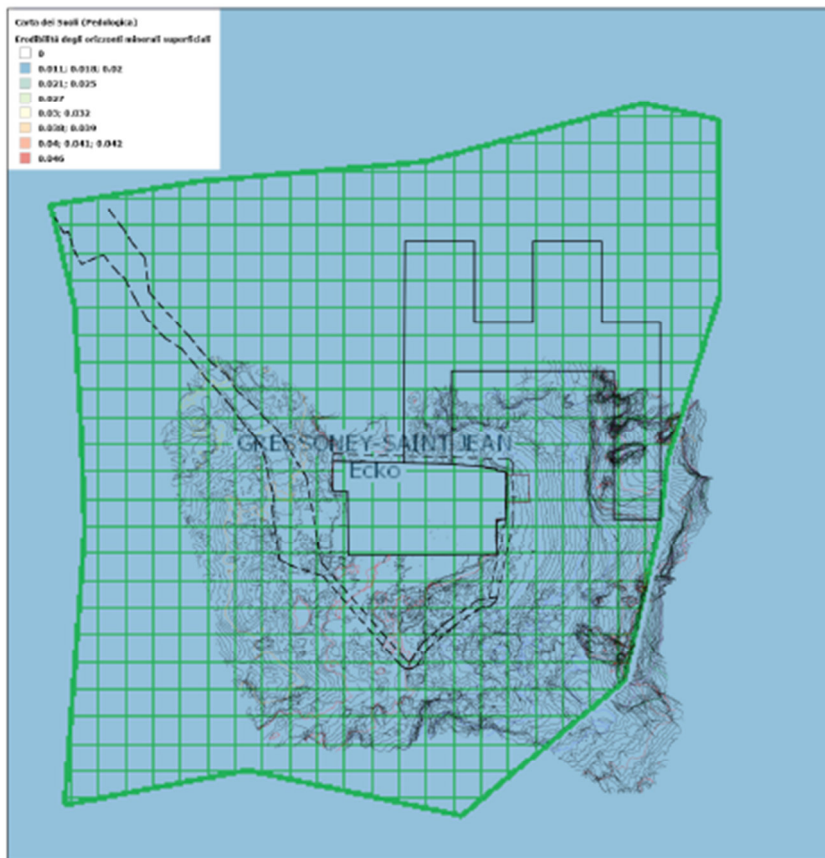 Carta dei Suoli (Pedologica)
Erodibilità degli orizzonti minerali superficiali
0
0.011; 0.018; 0.02
0.021; 0.025
0.027
0.03; 0.032
0.038; 0.039
0.04; 0.041; 0.042
0.046
GRESSONEY-SAINT-JEAN
Ecko